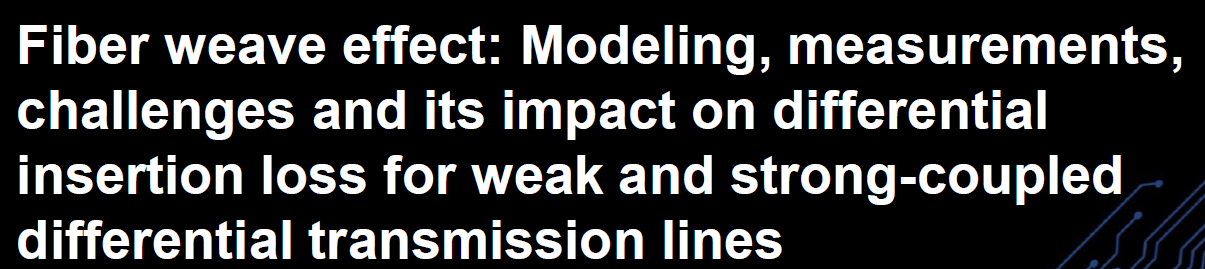 Fiber weave effect: Modeling, measurements,
challenges and its impact on differential
insertion loss for weak and strong-coupled
differential transmission lines